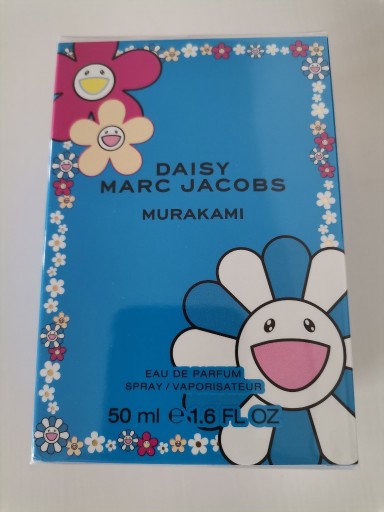 DAISY
MARC JACOBS
MURAKAMI
EAU DE PARFUM
SPRAY / VAPORISATEUR
50 ml ℮ 1.6 FL OZ